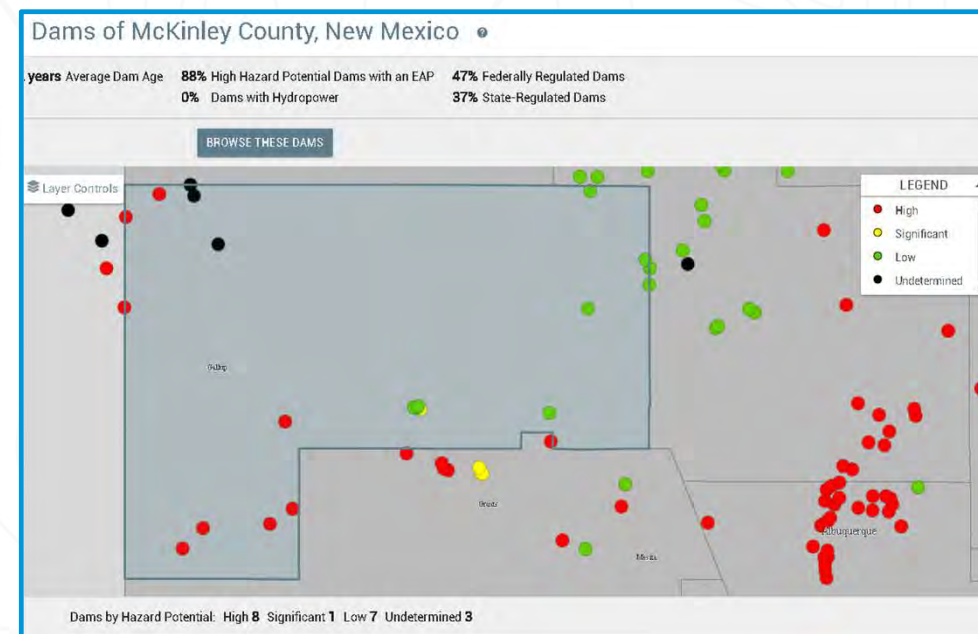 Dams of McKinley County, New Mexico
years Average Dam Age 88% High Hazard Potential Dams with an EAP 47% Federally Regulated Dams
0% Dams with Hydropower 37% State-Regulated Dams
BROWSE THESE DAMS
Layer Controls
LEGEND
High
Significant
Low
Undetermined
Gallup
Grants
Albuquerque
Dams by Hazard Potential: High 8 Significant 1 Low 7 Undetermined 3